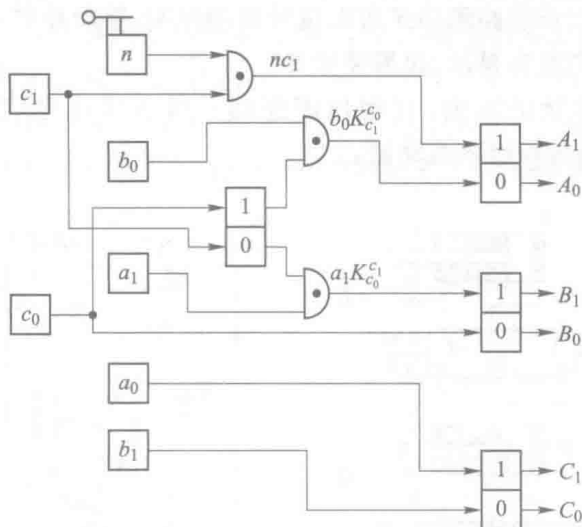 n
nc₁
c₁
b₀K_{c₁}^{c₀}
1
A₁
b₀
0
A₀
1
0
a₁
a₁K_{c₀}^{c₁}
1
B₁
c₀
0
B₀
a₀
b₁
1
C₁
0
C₀